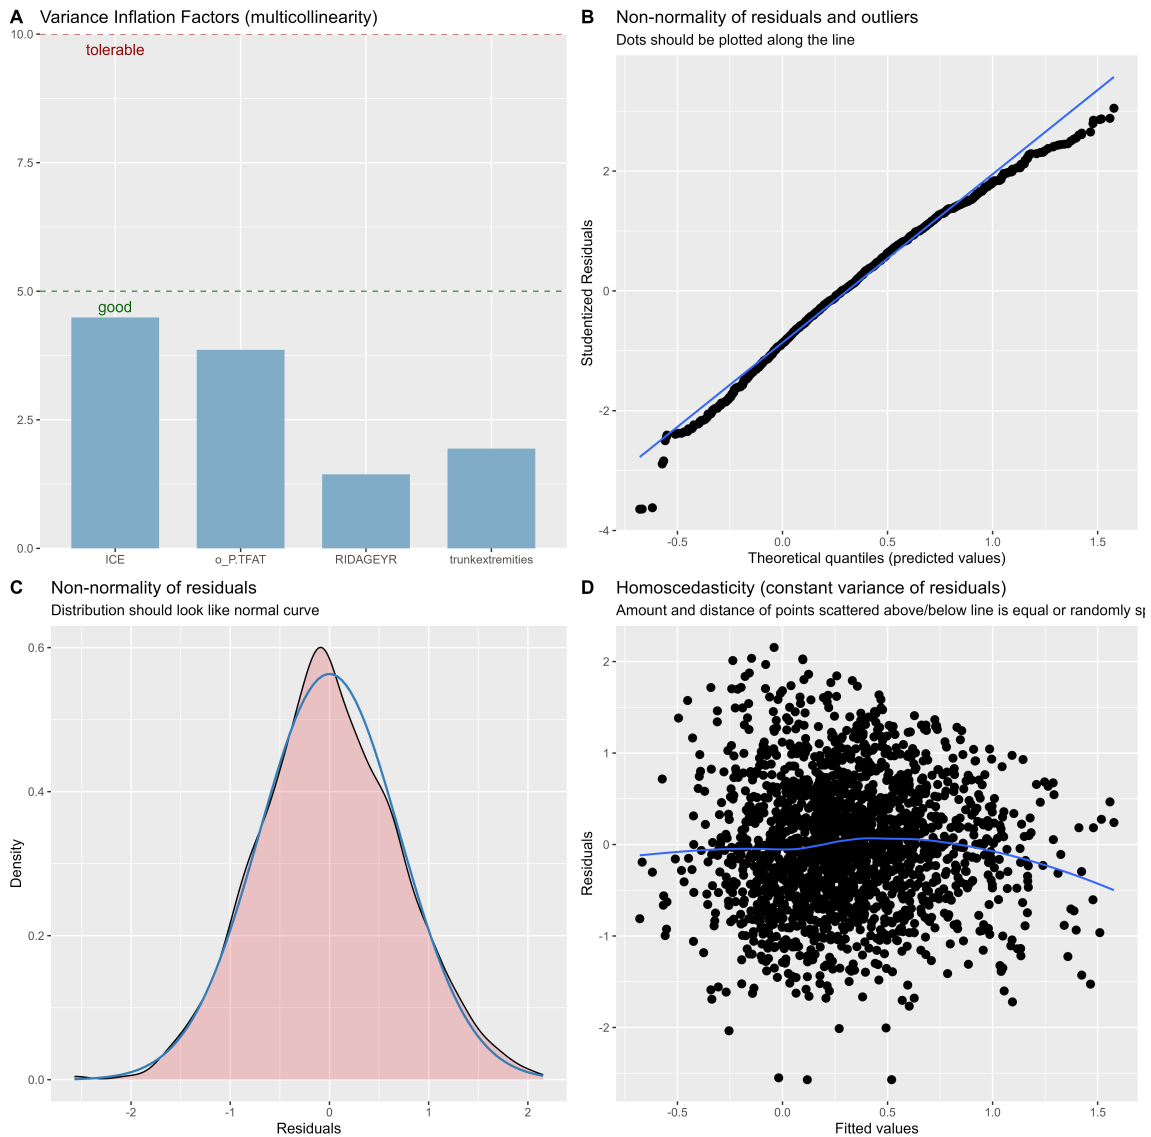 A Variance Inflation Factors (multicollinearity)
10.0
tolerable
7.5
5.0
good
2.5
0.0
ICE o_P.TFAT RIDAGEYR trunkextremities
B Non-normality of residuals and outliers
Dots should be plotted along the line
Studentized Residuals
2
0
-2
-4
-0.5 0.0 0.5 1.0 1.5
Theoretical quantiles (predicted values)
C Non-normality of residuals
Distribution should look like normal curve
Density
0.6
0.4
0.2
0.0
-2 -1 0 1 2
Residuals
D Homoscedasticity (constant variance of residuals)
Amount and distance of points scattered above/below line is equal or randomly
Residuals
2
1
0
-1
-2
-0.5 0.0 0.5 1.0 1.5
Fitted values